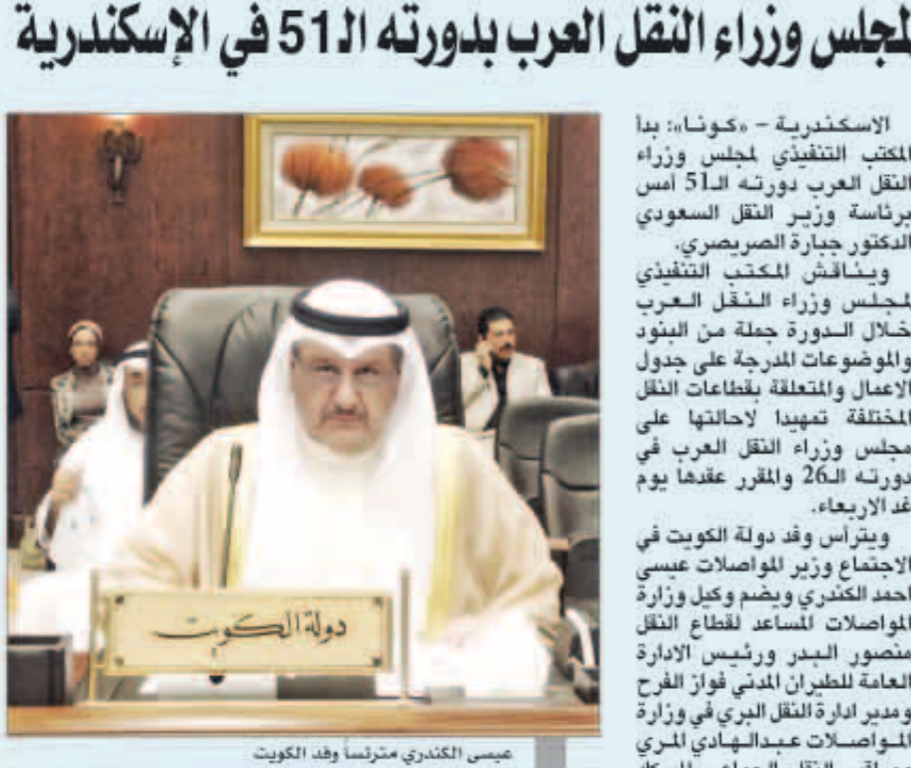 لمجلس وزراء النقل العرب بدورته الـ51 في الإسكندرية
الاسكندرية – «كونا»: بدأ
المكتب التنفيذي لمجلس وزراء
النقل العرب دورته الـ51 أمس
برئاسة وزير النقل السعودي
الدكتور جبارة الصريصري.
ويناقش المكتب التنفيذي
لمجلس وزراء النقل العرب
خلال الدورة جملة من البنود
والموضوعات المدرجة على جدول
الاعمال والمتعلقة بقطاعات النقل
المختلفة تمهيدا لاحالتها على
مجلس وزراء النقل العرب في
دورته الـ26 والمقرر عقدها يوم
غد الاربعاء.
ويترأس وفد دولة الكويت في
الاجتماع وزير المواصلات عيسى
احمد الكندري ويضم وكيل وزارة
المواصلات المساعد لقطاع النقل
منصور البدر ورئيس الادارة
العامة للطيران المدني فواز الفرح
ومدير ادارة النقل البري في وزارة
المواصلات عبدالهادي المري
دولة الكويت
عيسى الكندري مترئساً وفد الكويت